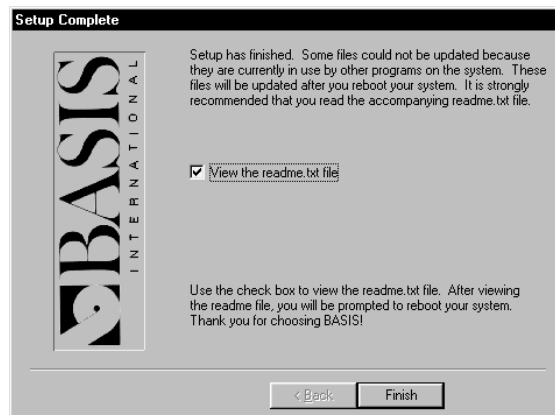 Setup Complete
BASIS
INTERNATIONAL
Setup has finished. Some files could not be updated because
they are currently in use by other programs on the system. These
files will be updated after you reboot your system. It is strongly
recommended that you read the accompanying readme.txt file.
View the readme.txt file
Use the check box to view the readme.txt file. After viewing
the readme file, you will be prompted to reboot your system.
Thank you for choosing BASIS!
< Back
Finish